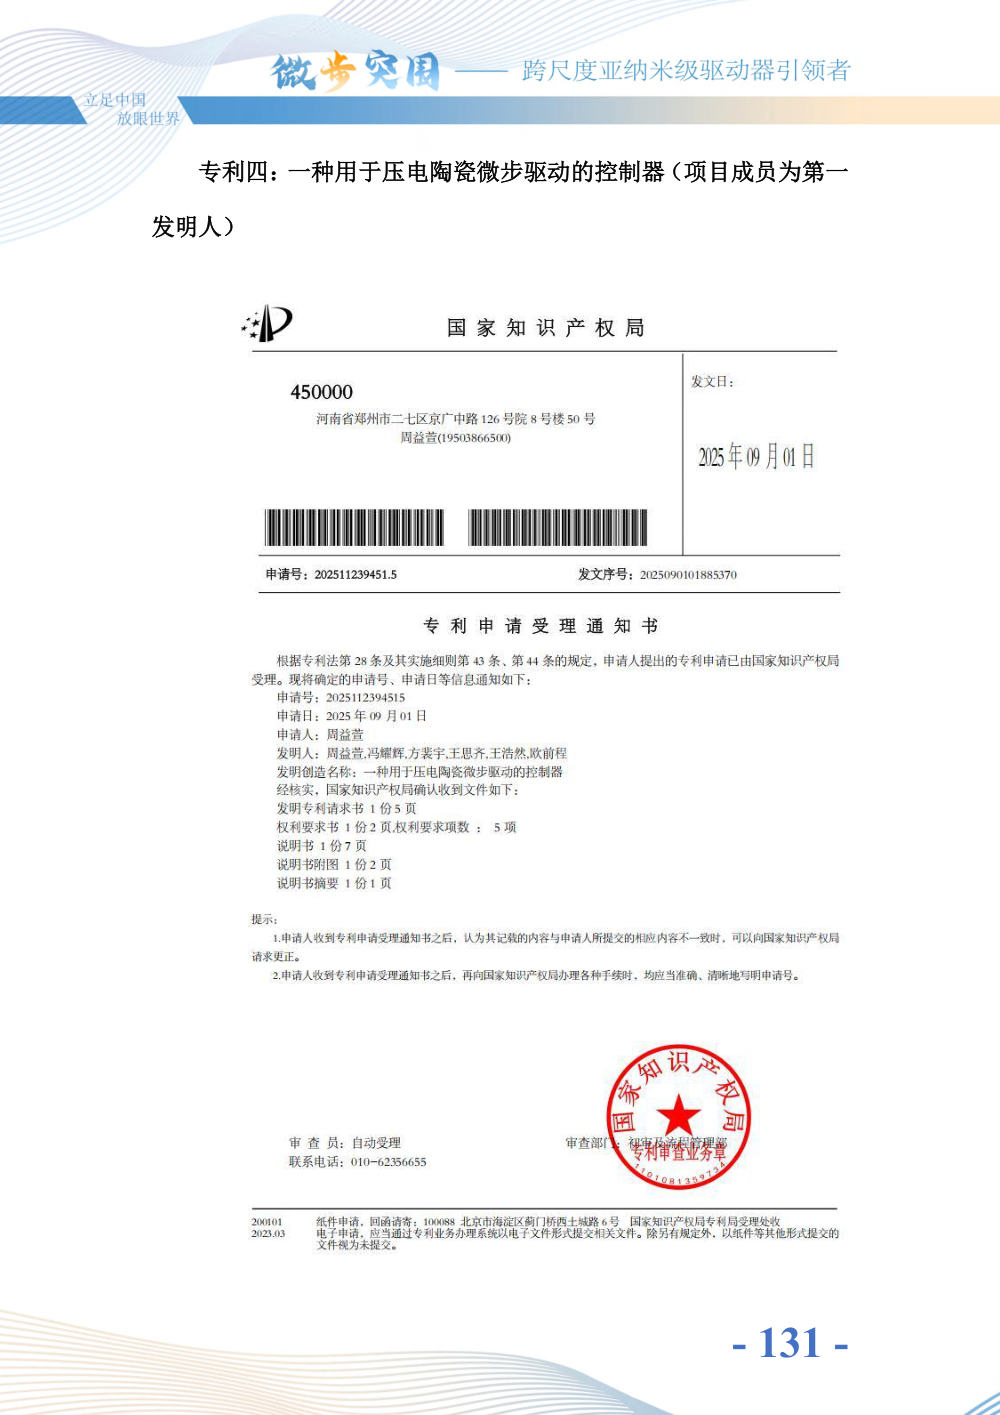 微步突围 —— 跨尺度亚纳米级驱动器引领者
立足中国
放眼世界
专利四：一种用于压电陶瓷微步驱动的控制器（项目成员为第一
发明人）
国家知识产权局
450000
河南省郑州市二七区京广中路 126 号院 8 号楼 50 号
周益萱(19503866500)
发文日：
2025 年 09 月 01 日
申请号：202511239451.5
发文序号：2025090101885370
专利申请受理通知书
根据专利法第 28 条及其实施细则第 43 条、第 44 条的规定，申请人提出的专利申请已由国家知识产权局
受理。现将确定的申请号、申请日等信息通知如下：
申请号：2025112394515
申请日：2025 年 09 月 01 日
申请人：周益萱
发明人：周益萱,冯耀辉,方裴宇,王思齐,王浩然,欧前程
发明创造名称：一种用于压电陶瓷微步驱动的控制器
经核实，国家知识产权局确认收到文件如下：
发明专利请求书 1 份 5 页
权利要求书 1 份 2 页,权利要求项数 ： 5 项
说明书 1 份 7 页
说明书附图 1 份 2 页
说明书摘要 1 份 1 页
提示：
1.申请人收到专利申请受理通知书之后，认为其记载的内容与申请人所提交的相应内容不一致时，可以向国家知识产权局
请求更正。
2.申请人收到专利申请受理通知书之后，再向国家知识产权局办理各种手续时，均应当准确、清晰地写明申请号。
国家知识产权局
审 查 员：自动受理
审查部门：初审及流程管理部
专利审查业务章
联系电话：010-62356655
1101081359734
200101
纸件申请，回函请寄：100088 北京市海淀区蓟门桥西土城路 6 号 国家知识产权局专利局受理处收
2023.03
电子申请，应当通过专利业务办理系统以电子文件形式提交相关文件。除另有规定外，以纸件等其他形式提交的
文件视为未提交。
- 131 -